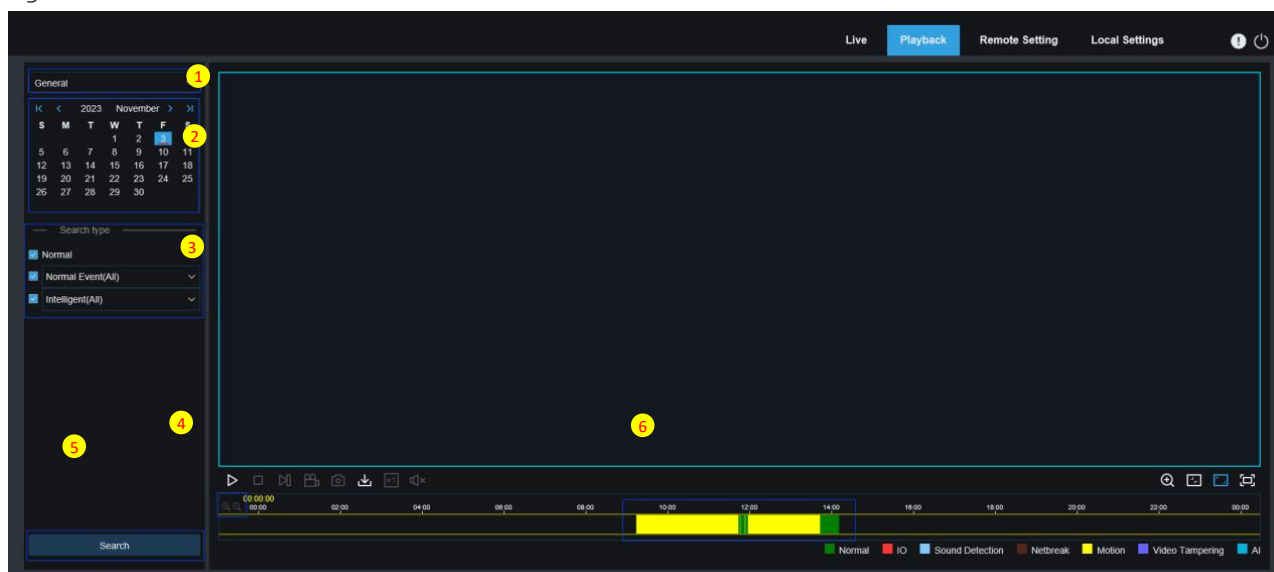 Live Playback Remote Setting Local Settings
General 1
2023 November
S M T W T F S
1 2 3 2
5 6 7 8 9 10 11
12 13 14 15 16 17 18
19 20 21 22 23 24 25
26 27 28 29 30
Search type
3
Normal
Normal Event(All)
Intelligent(All)
4
5
6
×1
00:00:00
00:00 02:00 04:00 06:00 08:00 10:00 12:00 14:00 16:00 18:00 20:00 22:00 00:00
Search
Normal IO Sound Detection Netbreak Motion Video Tampering AI